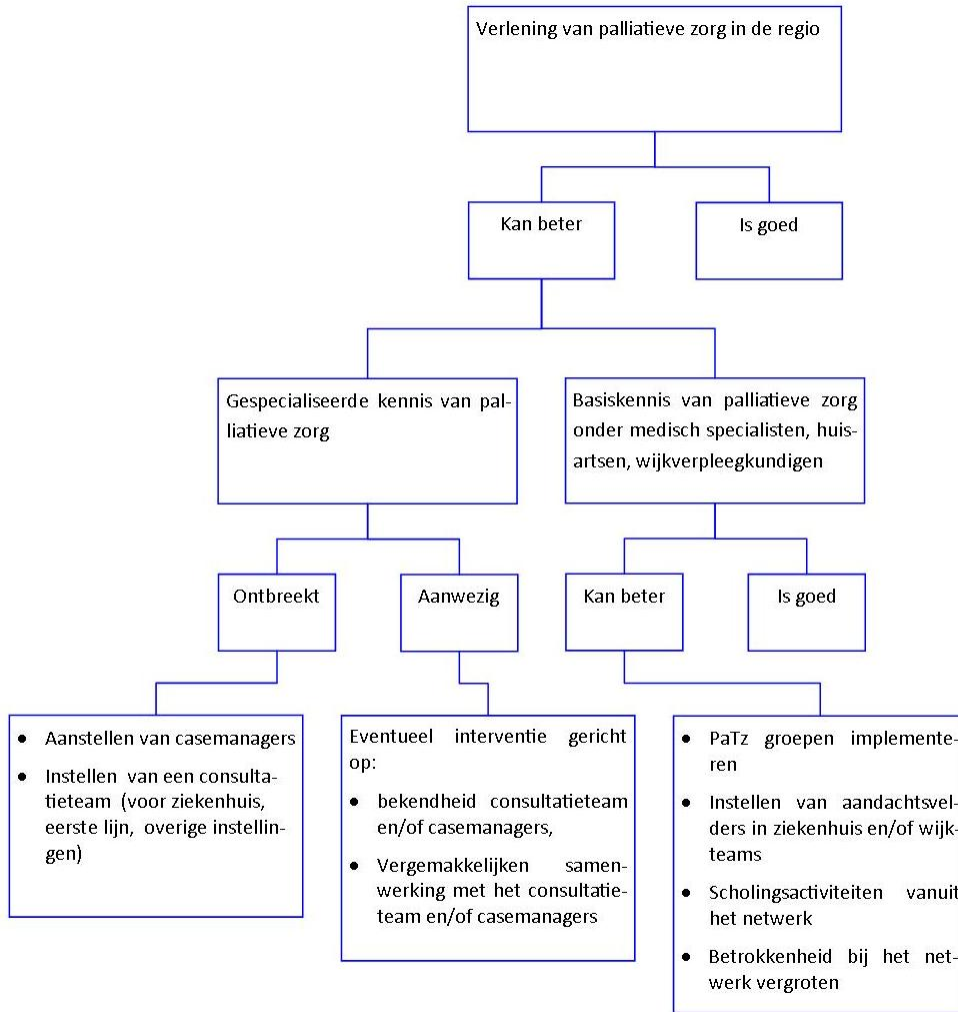 Verlening van palliatieve zorg in de regio
Kan beter
Is goed
Gespecialiseerde kennis van pal-
liatieve zorg
Basiskennis van palliatieve zorg
onder medisch specialisten, huis-
artsen, wijkverpleegkundigen
Ontbreekt
Aanwezig
Kan beter
Is goed
• Aanstellen van casemanagers
• Instellen van een consulta-
tieteam (voor ziekenhuis,
eerste lijn, overige instellin-
gen)
Eventueel interventie gericht
op:
• bekendheid consultatieteam
en/of casemanagers,
• Vergemakkelijken samen-
werking met het consultatie-
team en/of casemanagers
• PaTz groepen implemente-
ren
• Instellen van aandachtsvel-
ders in ziekenhuis en/of wijk-
teams
• Scholingsactiviteiten vanuit
het netwerk
• Betrokkenheid bij het net-
werk vergroten